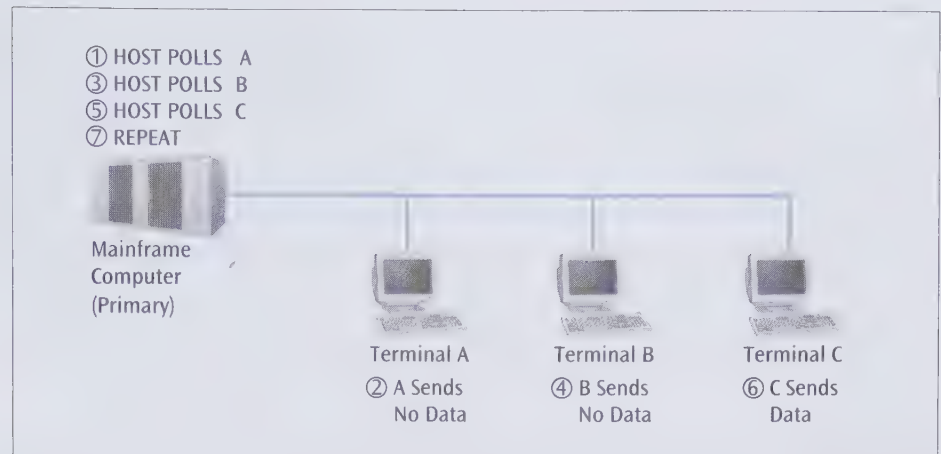 ① HOST POLLS A
③ HOST POLLS B
⑤ HOST POLLS C
⑦ REPEAT
Mainframe
Computer
(Primary)
Terminal A
② A Sends
No Data
Terminal B
④ B Sends
No Data
Terminal C
⑥ C Sends
Data